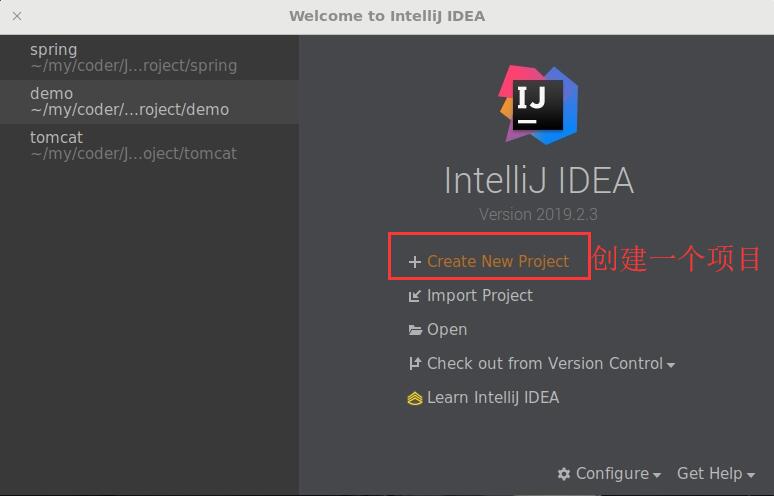 Welcome to IntelliJ IDEA
spring
~/my/coder/J...roject/spring
demo
~/my/coder/...roject/demo
tomcat
~/my/coder/J...oject/tomcat
IJ
IntelliJ IDEA
Version 2019.2.3
Create New Project 创建一个项目
Import Project
Open
Check out from Version Control
Learn IntelliJ IDEA
Configure Get Help